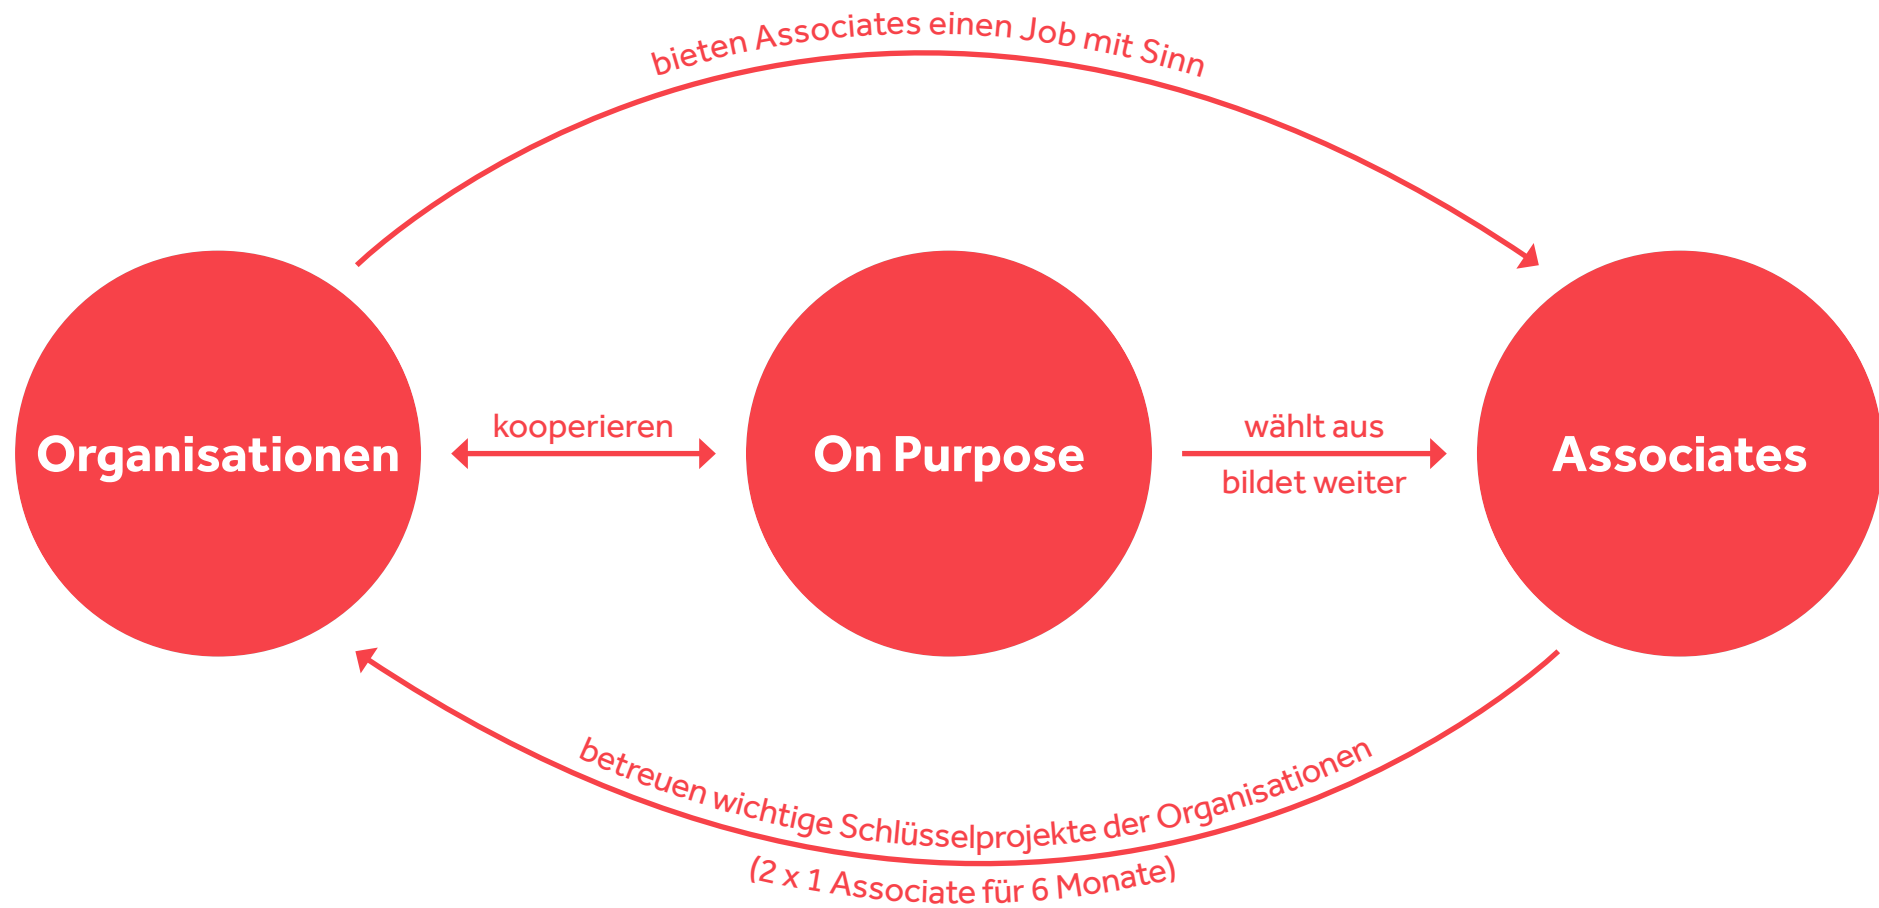 bieten Associates einen Job mit Sinn
Organisationen
kooperieren
On Purpose
wählt aus
bildet weiter
Associates
betreuen wichtige Schlüsselprojekte der Organisationen
(2 x 1 Associate für 6 Monate)